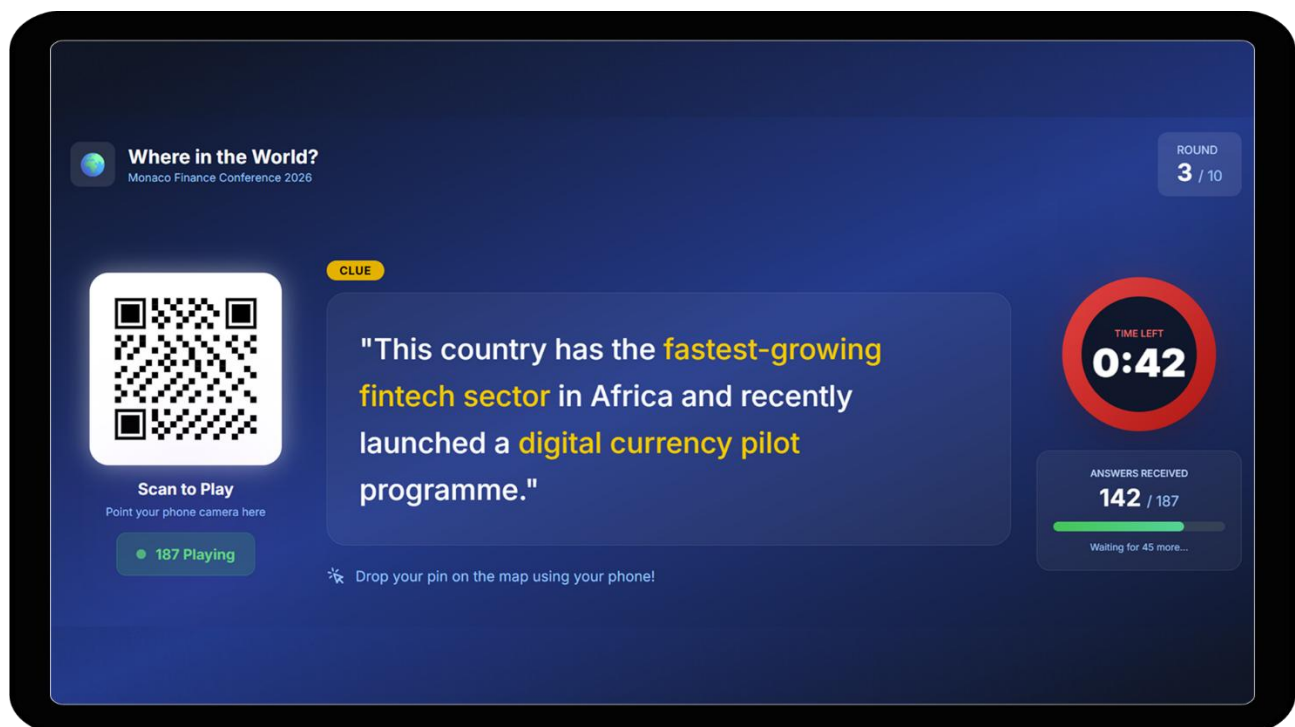 Where in the World?
Monaco Finance Conference 2026
ROUND
3 / 10
CLUE
"This country has the fastest-growing
fintech sector in Africa and recently
launched a digital currency pilot
programme."
Scan to Play
Point your phone camera here
187 Playing
Drop your pin on the map using your phone!
TIME LEFT
0:42
ANSWERS RECEIVED
142 / 187
Waiting for 45 more...